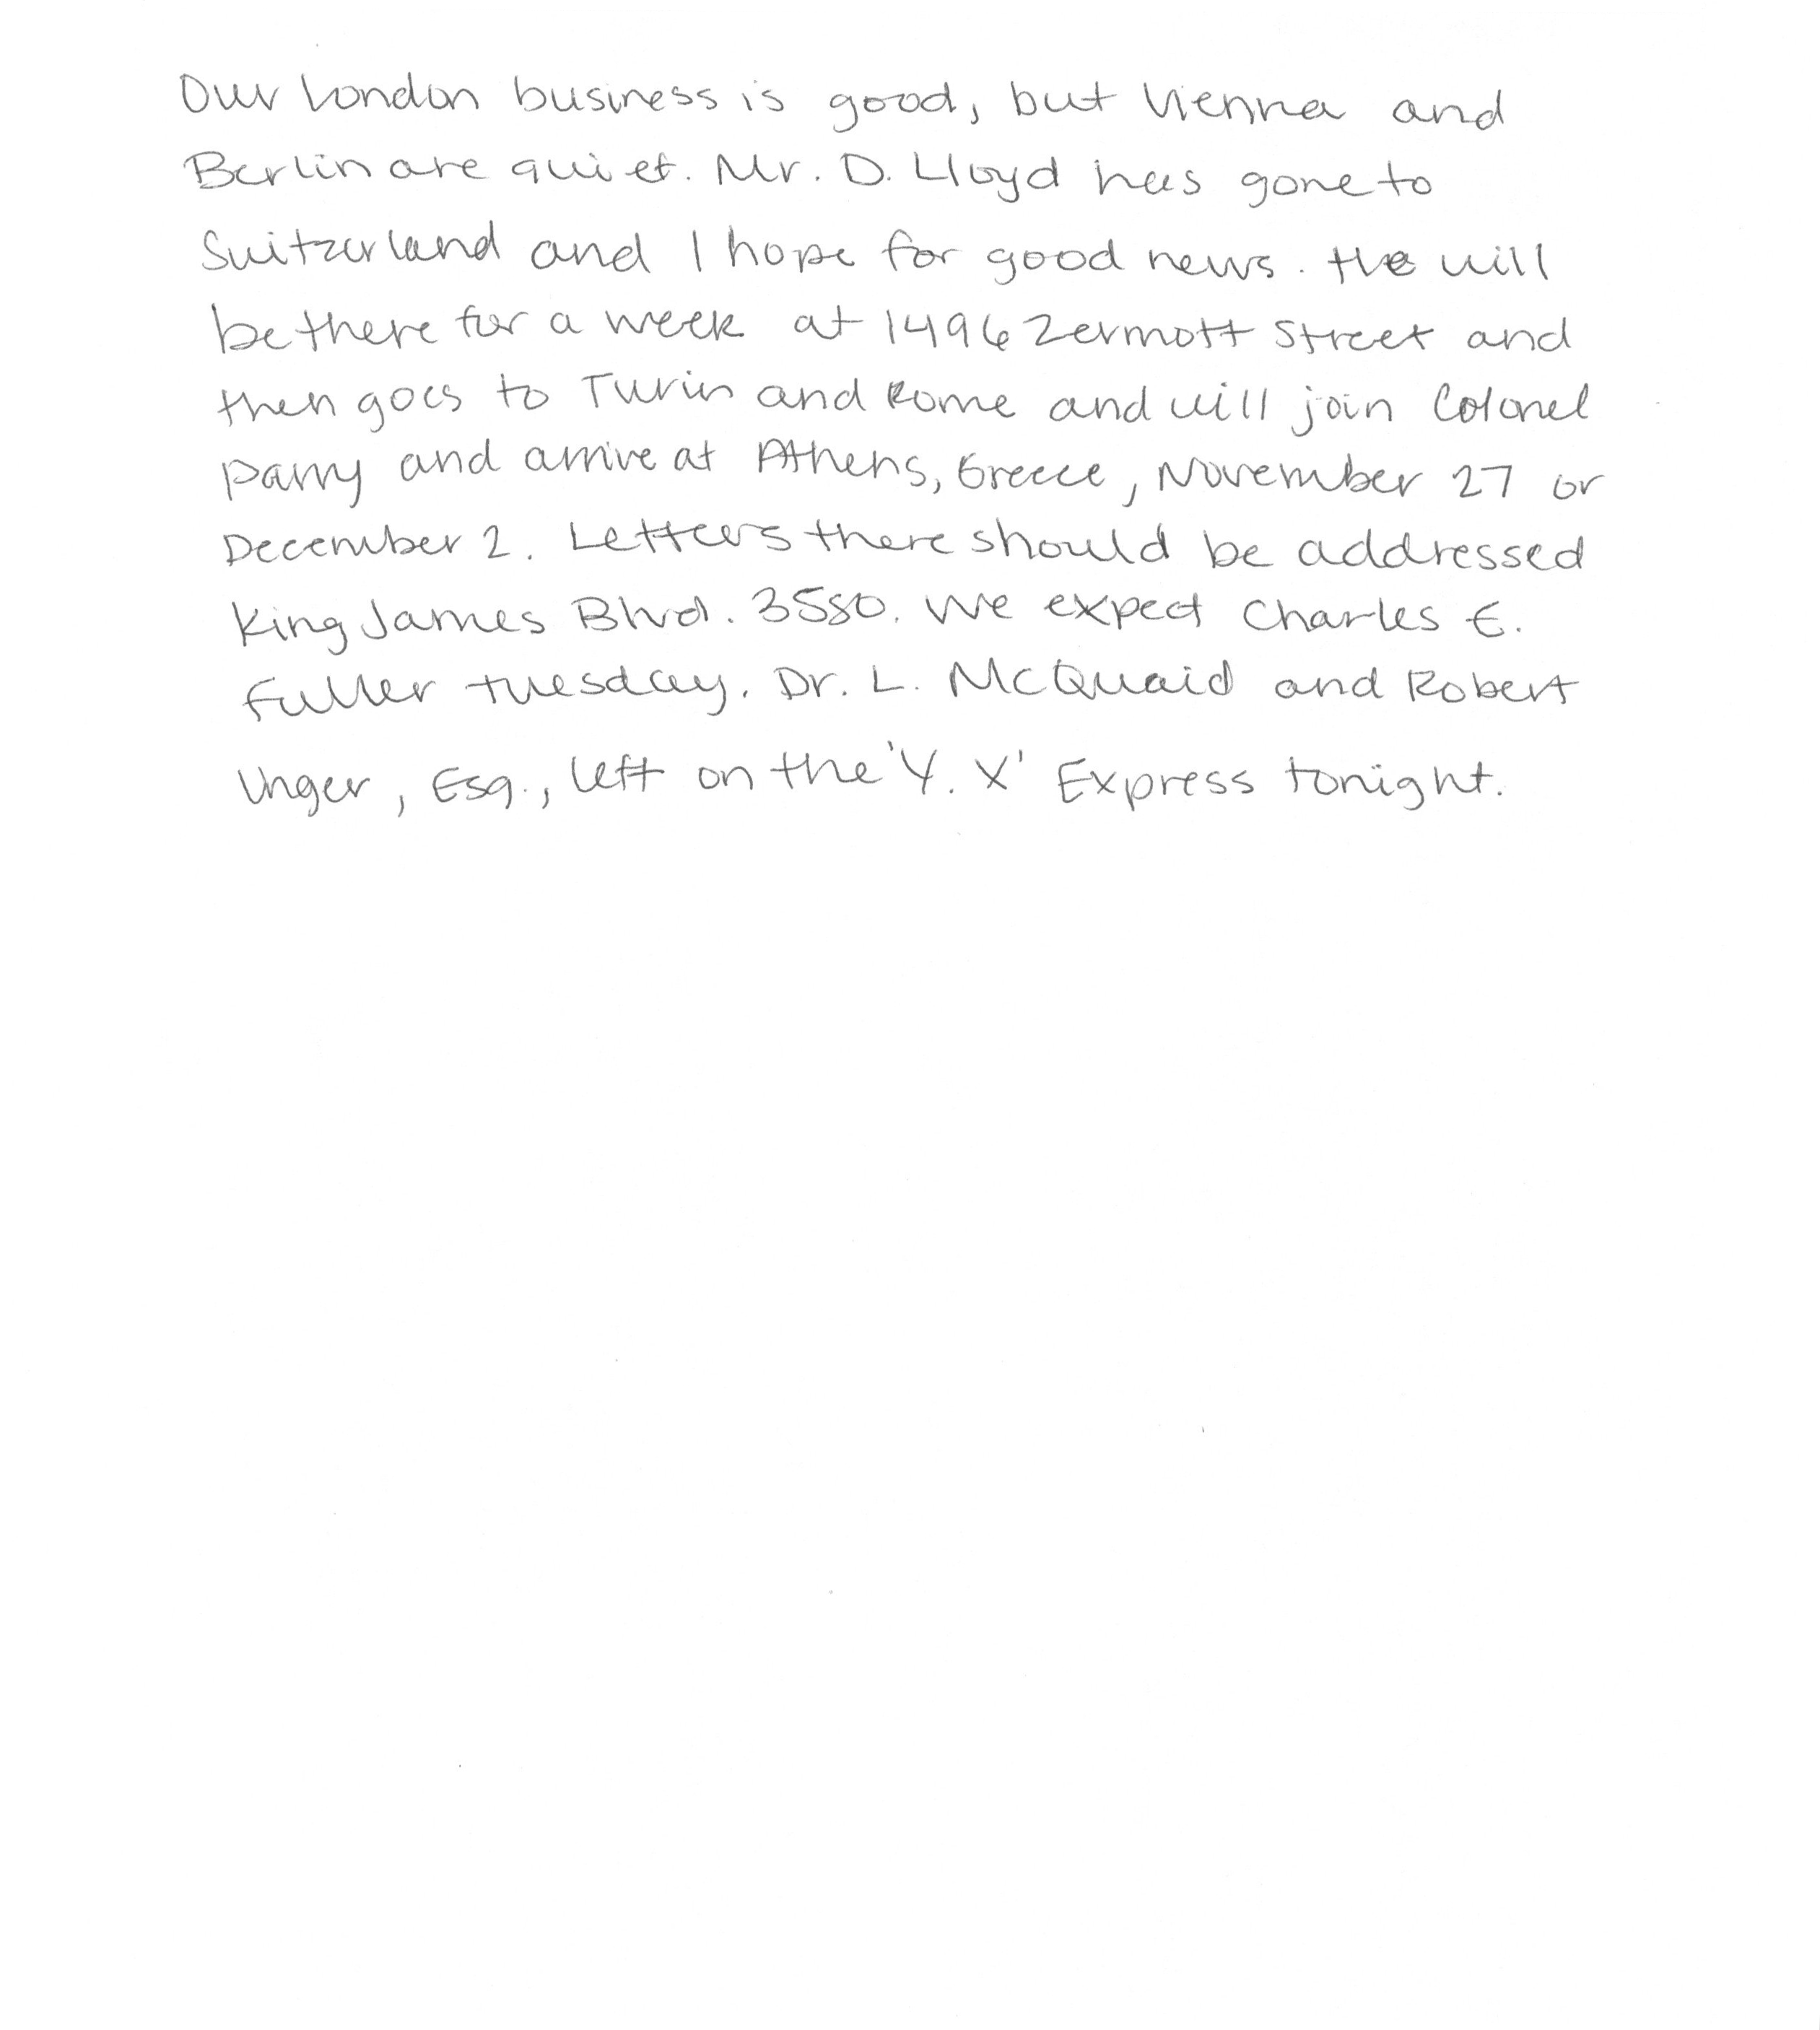 Our London business is good, but Vienna and
Berlin are quiet. Mr. D. Lloyd has gone to
Switzerland and I hope for good news. He will
be there for a week at 1496 Zermott Street and
then goes to Turin and Rome and will join Colonel
Parry and arrive at Athens, Greece, November 27 or
December 2. Letters there should be addressed
King James Blvd. 3580. We expect Charles E.
Fuller Tuesday. Dr. L. McQuaid and Robert
Unger, Esq., left on the 'Y. X' Express tonight.